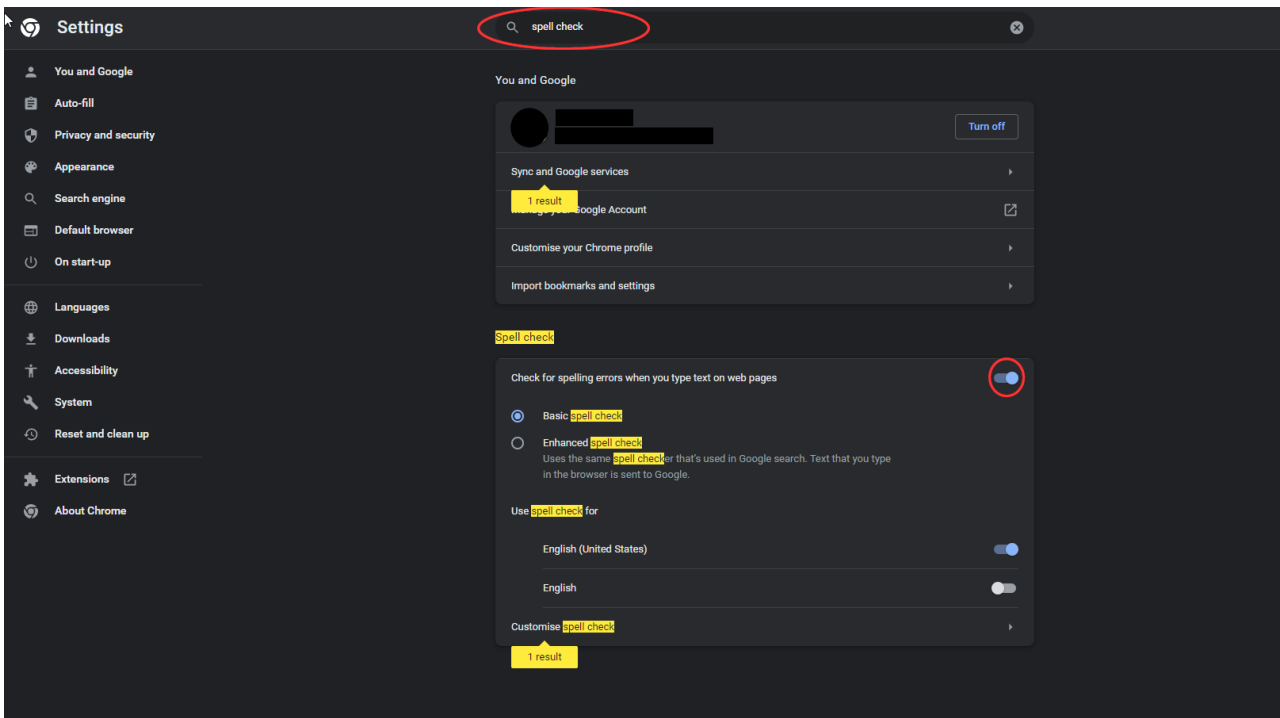 Settings
spell check
You and Google
Auto-fill
Privacy and security
Appearance
Search engine
Default browser
On start-up
Languages
Downloads
Accessibility
System
Reset and clean up
Extensions
About Chrome
You and Google
Turn off
Sync and Google services
1 result
Google Account
Customise your Chrome profile
Import bookmarks and settings
Spell check
Check for spelling errors when you type text on web pages
Basic spell check
Enhanced spell check
Uses the same spell checker that's used in Google search. Text that you type
in the browser is sent to Google.
Use spell check for
English (United States)
English
Customise spell check
1 result